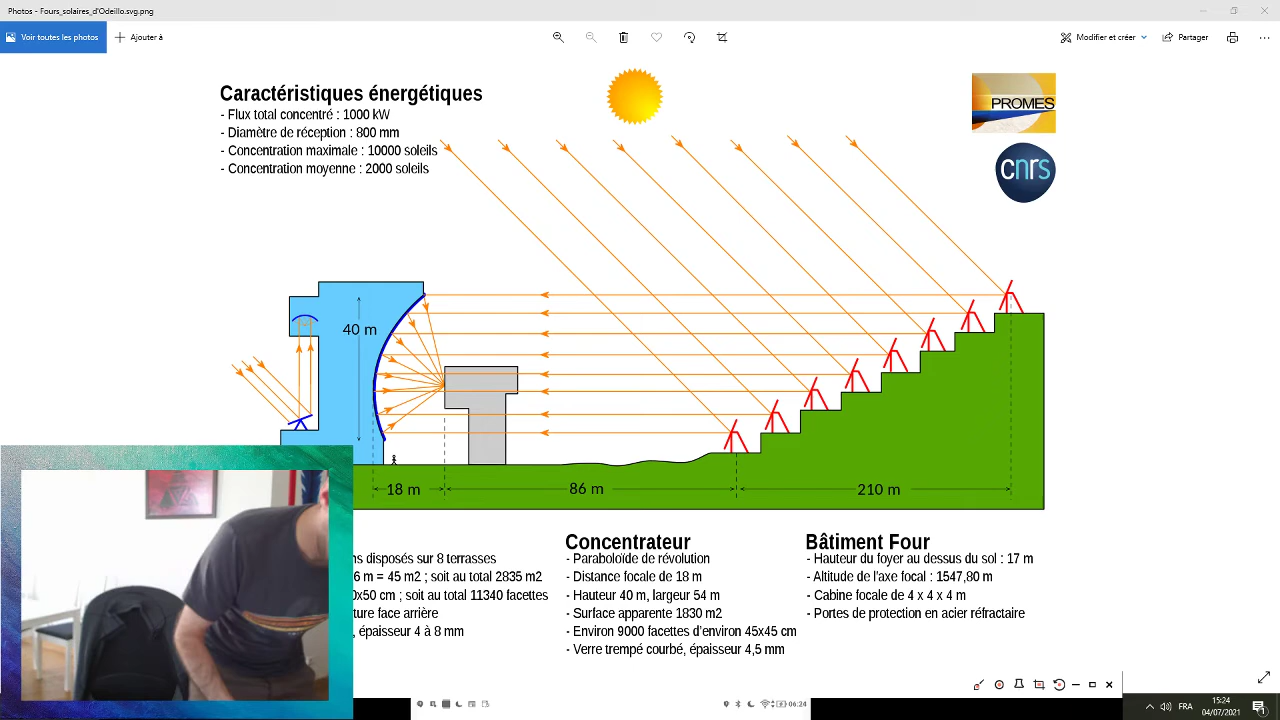 Photos - Fours_solaires_d'Odeillo.svg.png
Voir toutes les photos
Ajouter à
Modifier et créer
Partager
Caractéristiques énergétiques
- Flux total concentré : 1000 kW
- Diamètre de réception : 800 mm
- Concentration maximale : 10000 soleils
- Concentration moyenne : 2000 soleils
PROMES
cnrs
40 m
18 m
86 m
210 m
ns disposés sur 8 terrasses
6 m = 45 m2 ; soit au total 2835 m2
0x50 cm ; soit au total 11340 facettes
ture face arrière
, épaisseur 4 à 8 mm
Concentrateur
- Paraboloïde de révolution
- Distance focale de 18 m
- Hauteur 40 m, largeur 54 m
- Surface apparente 1830 m2
- Environ 9000 facettes d'environ 45x45 cm
- Verre trempé courbé, épaisseur 4,5 mm
Bâtiment Four
- Hauteur du foyer au dessus du sol : 17 m
- Altitude de l'axe focal : 1547,80 m
- Cabine focale de 4 x 4 x 4 m
- Portes de protection en acier réfractaire
06:24
FRA
15:24
04/07/2021